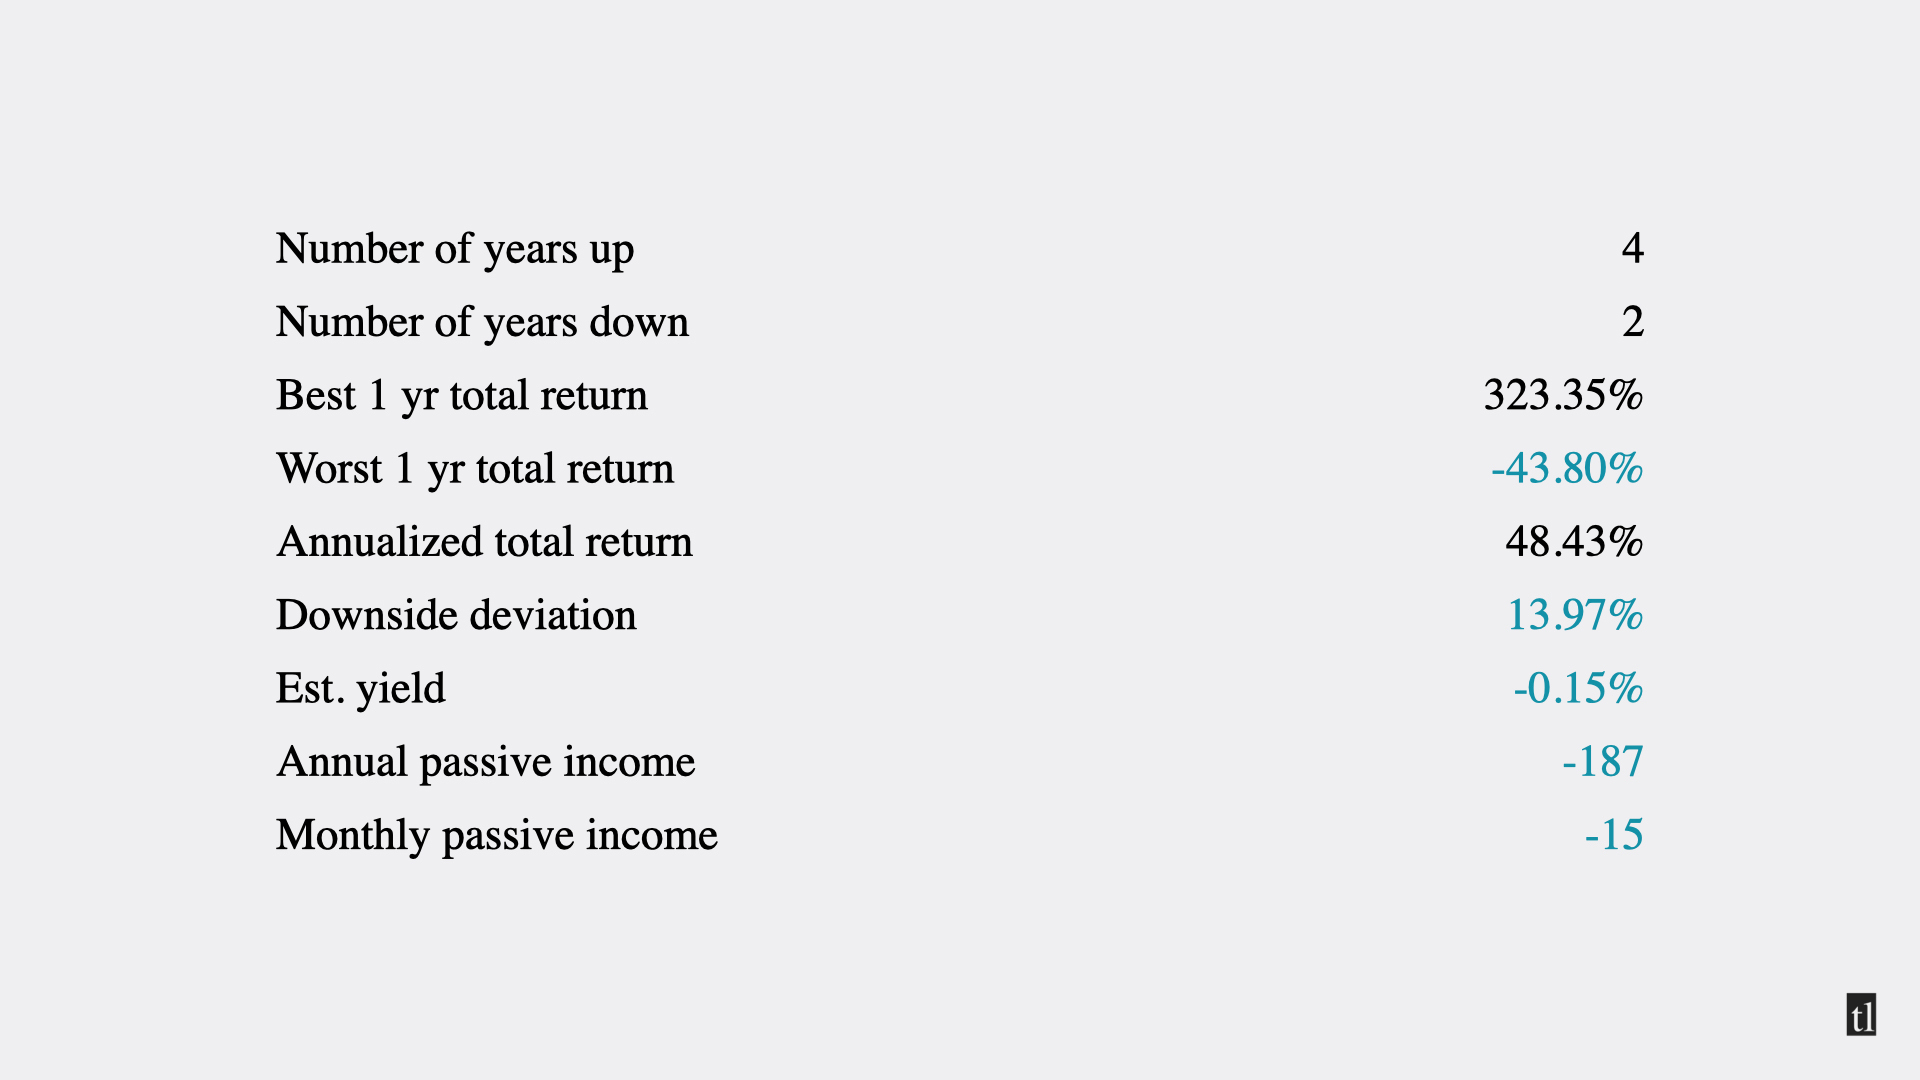 Number of years up 4
Number of years down 2
Best 1 yr total return 323.35%
Worst 1 yr total return -43.80%
Annualized total return 48.43%
Downside deviation 13.97%
Est. yield -0.15%
Annual passive income -187
Monthly passive income -15
tl